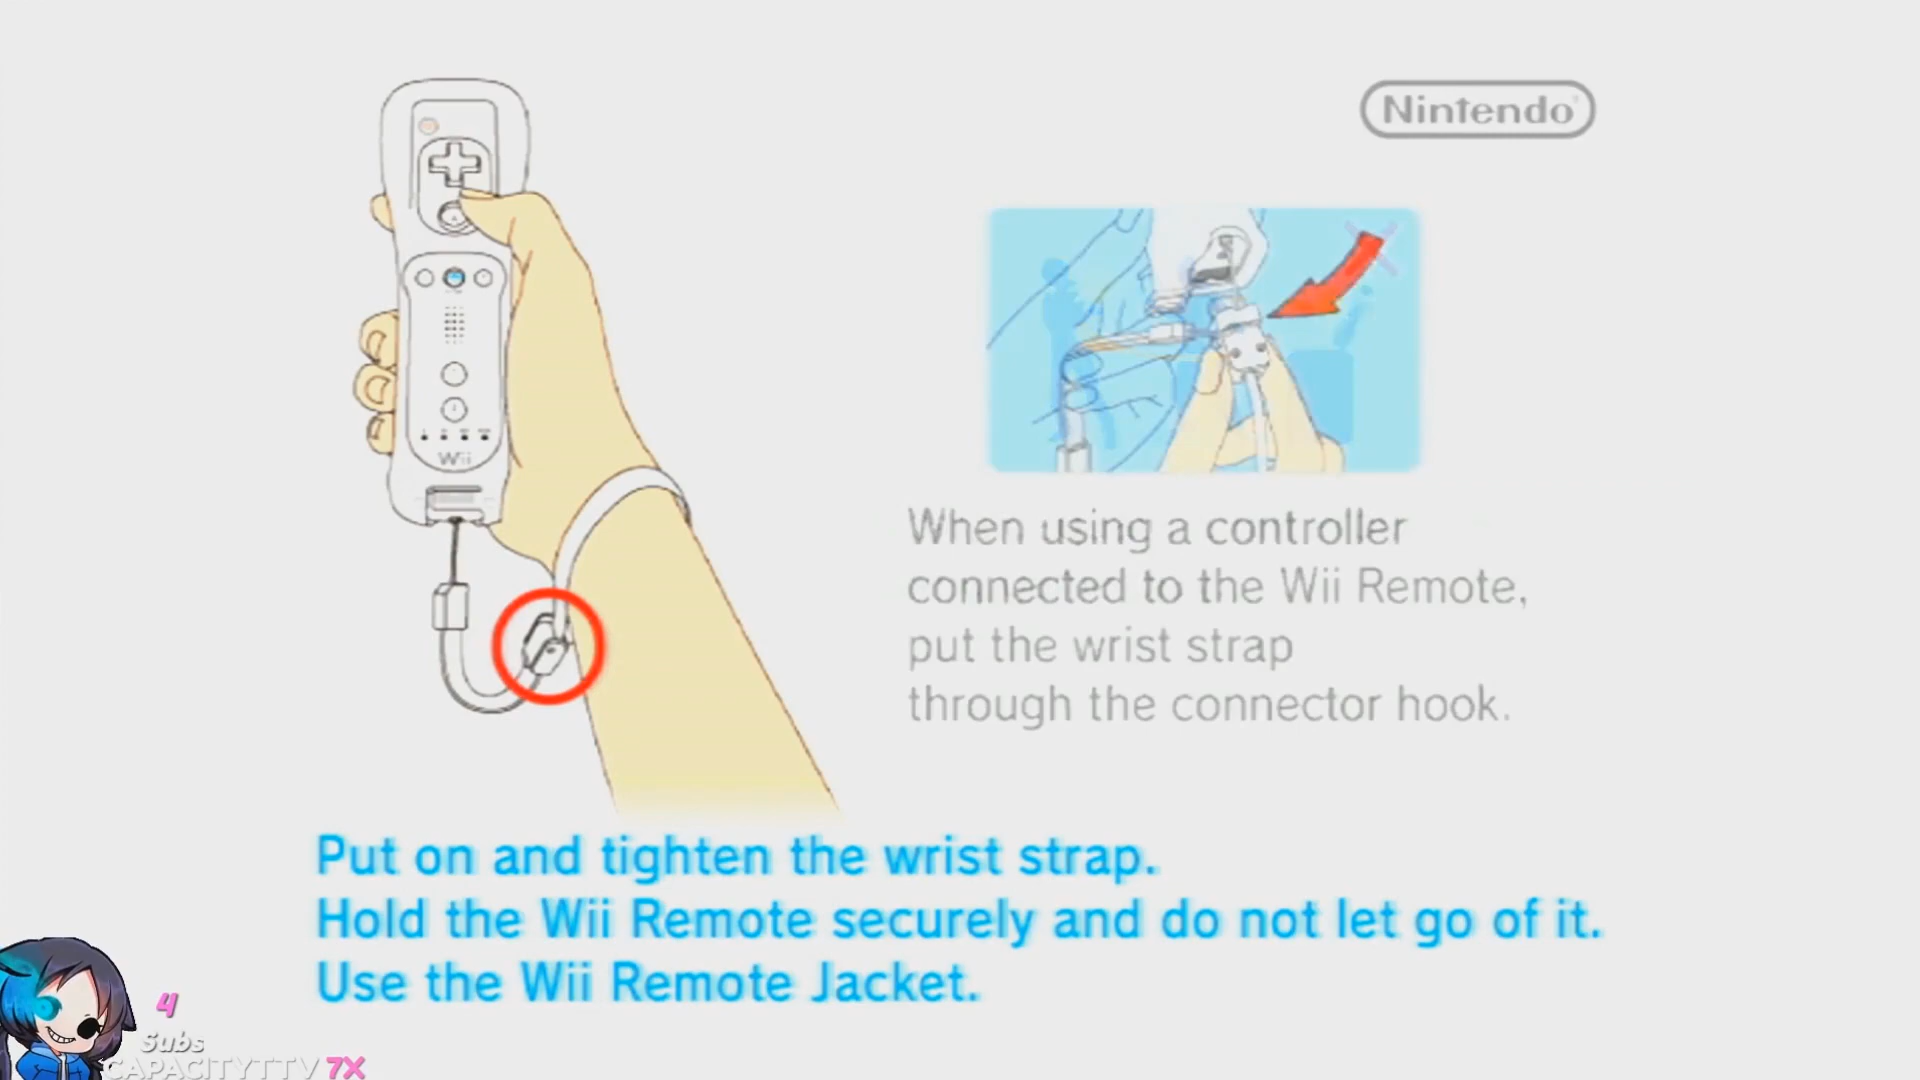 Nintendo
Wii
When using a controller
connected to the Wii Remote,
put the wrist strap
through the connector hook.
Put on and tighten the wrist strap.
Hold the Wii Remote securely and do not let go of it.
Use the Wii Remote Jacket.
4
Subs
CAPACITYTTV 7X